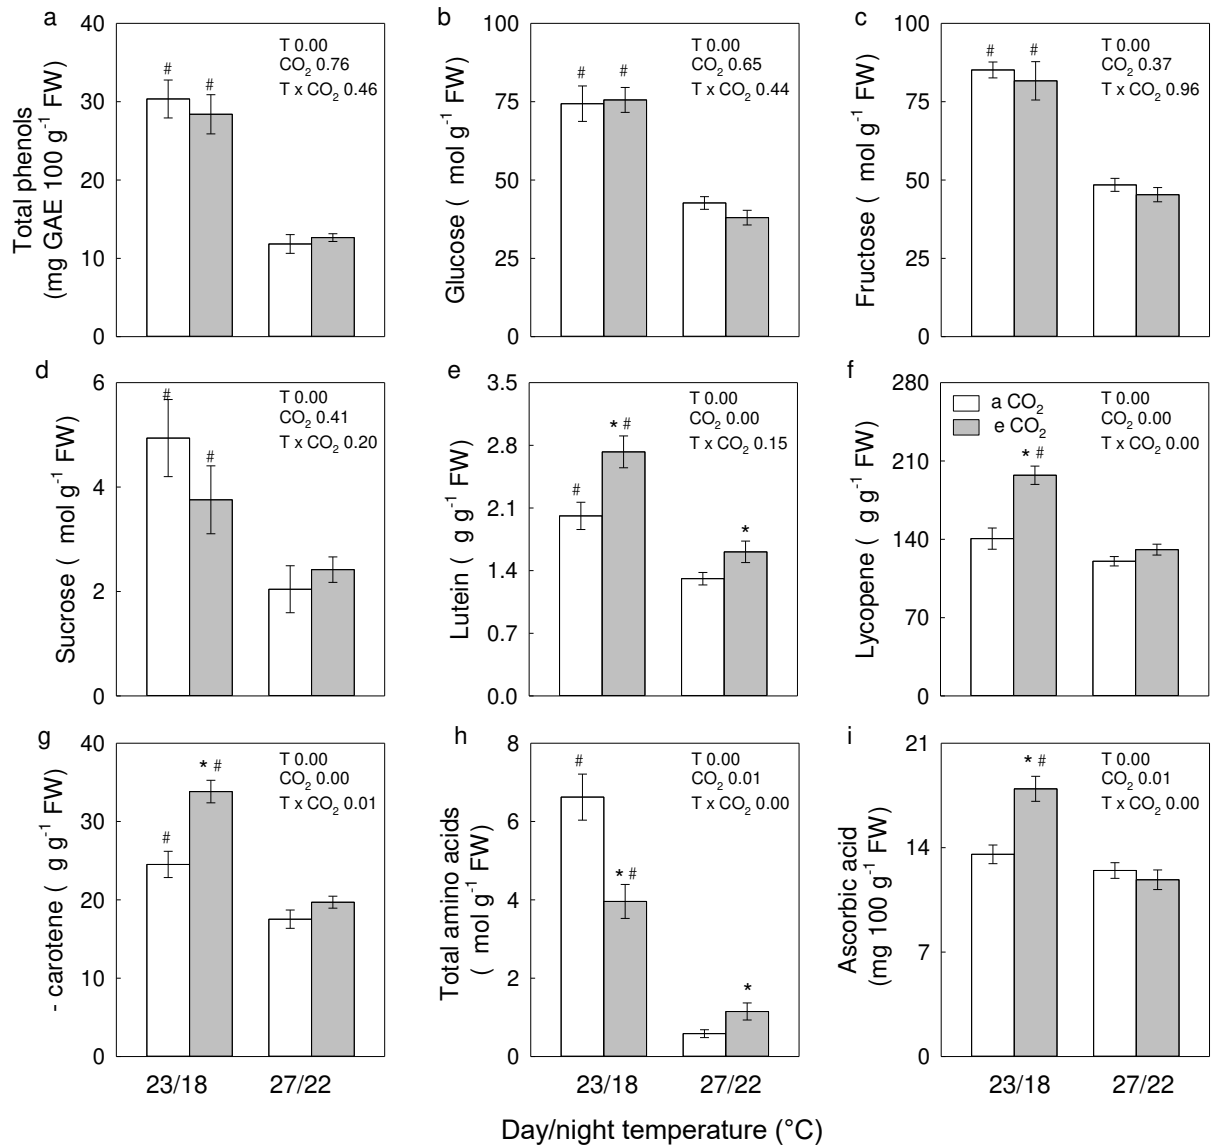 a
40
30
20
10
0
Total phenols
(mg GAE 100 g⁻¹ FW)
T 0.00
CO₂ 0.76
T x CO₂ 0.46
#
#
b
100
75
50
25
0
Glucose ( mol g⁻¹ FW)
T 0.00
CO₂ 0.65
T x CO₂ 0.44
#
#
c
100
75
50
25
0
Fructose ( mol g⁻¹ FW)
T 0.00
CO₂ 0.37
T x CO₂ 0.96
#
#
d
6
4
2
0
Sucrose ( mol g⁻¹ FW)
T 0.00
CO₂ 0.41
T x CO₂ 0.20
#
#
e
3.5
2.8
2.1
1.4
0.7
0.0
Lutein ( g g⁻¹ FW)
T 0.00
CO₂ 0.00
T x CO₂ 0.15
#
* #
*
f
280
210
140
70
0
Lycopene ( g g⁻¹ FW)
a CO₂
e CO₂
T 0.00
CO₂ 0.00
T x CO₂ 0.00
* #
g
40
30
20
10
0
- carotene ( g g⁻¹ FW)
T 0.00
CO₂ 0.00
T x CO₂ 0.01
#
* #
23/18 27/22
h
8
6
4
2
0
Total amino acids
( mol g⁻¹ FW)
T 0.00
CO₂ 0.01
T x CO₂ 0.00
#
* #
*
23/18 27/22
i
21
14
7
0
Ascorbic acid
(mg 100 g⁻¹ FW)
T 0.00
CO₂ 0.01
T x CO₂ 0.00
* #
23/18 27/22
Day/night temperature (°C)